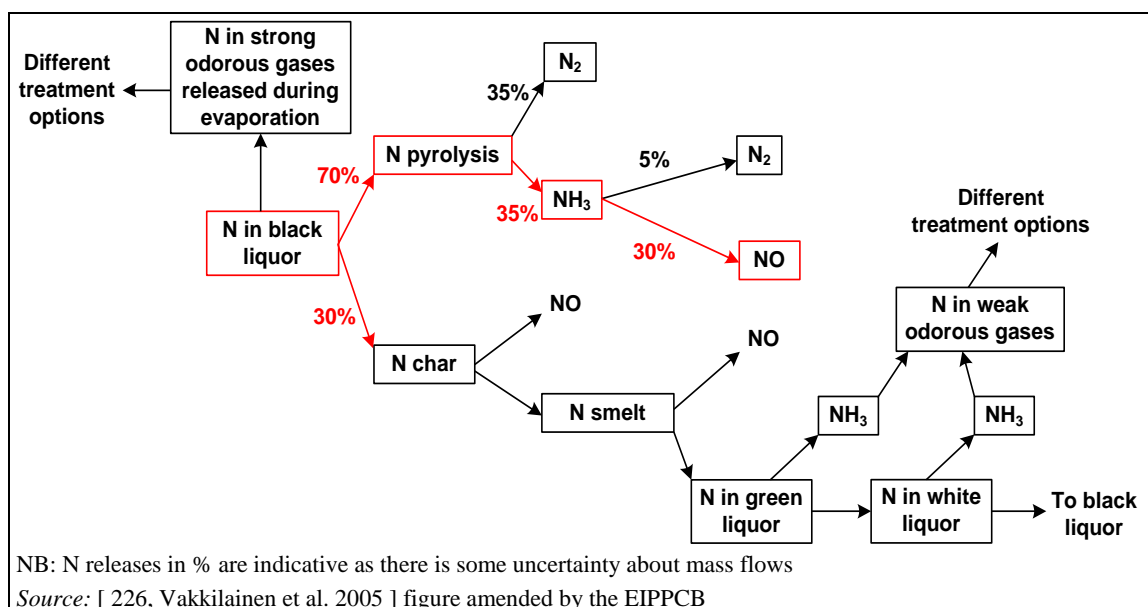 N in strong
odorous gases
released during
evaporation
Different
treatment
options
N₂
35%
N pyrolysis
5%
N₂
70%
NH₃
35%
N in black
liquor
30%
NO
30%
NO
N char
N smelt
NO
Different
treatment options
N in weak
odorous gases
NH₃
NH₃
N in green
liquor
N in white
liquor
To black
liquor
NB: N releases in % are indicative as there is some uncertainty about mass flows
Source: [ 226, Vakkilainen et al. 2005 ] figure amended by the EIPPCB